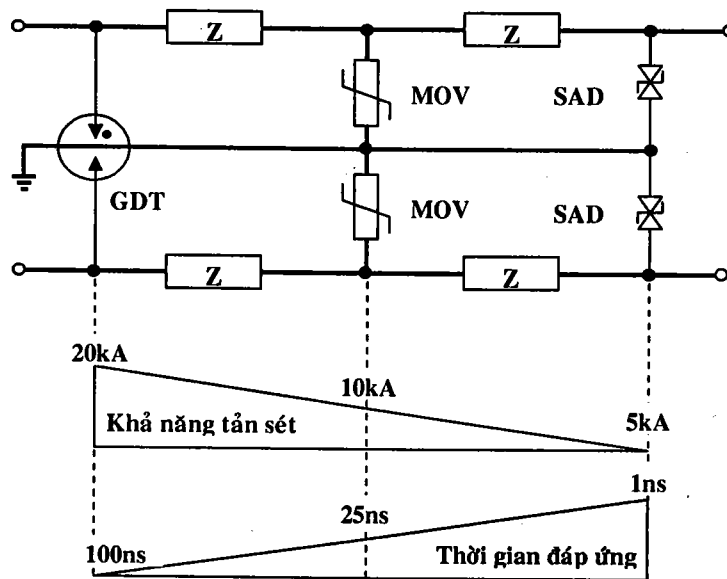 Z
Z
MOV
SAD
GDT
MOV
SAD
Z
Z
20kA
10kA
Khả năng tản sét
5kA
1ns
25ns
100ns
Thời gian đáp ứng